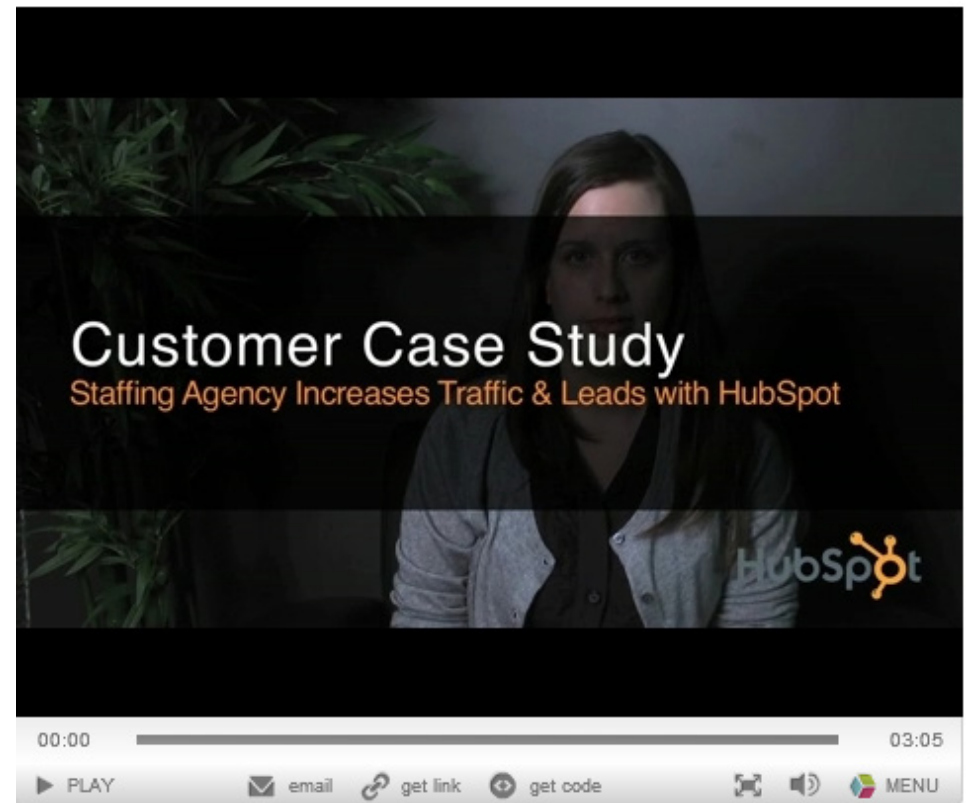 Customer Case Study
Staffing Agency Increases Traffic & Leads with HubSpot
HubSpot
00:00 03:05
PLAY email get link get code MENU